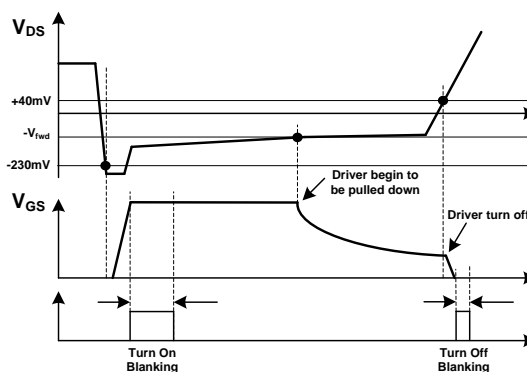 VDS
+40mV
-Vfwd
-230mV
Driver begin to
be pulled down
VGS
Driver turn off
Turn On
Blanking
Turn Off
Blanking